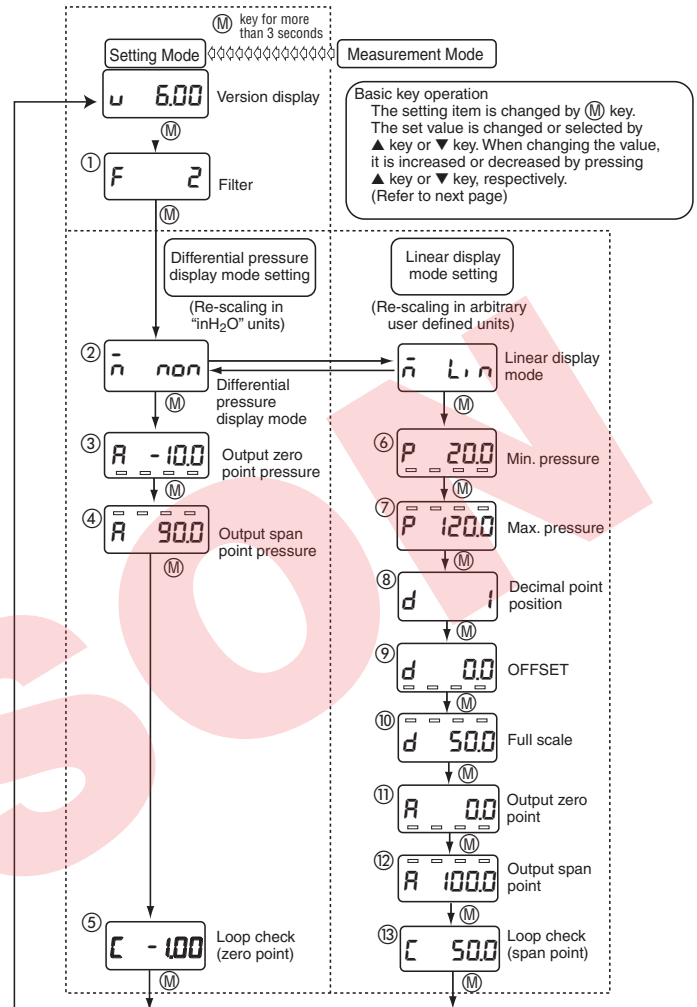 Ⓜ key for more
than 3 seconds
Setting Mode
Measurement Mode
u 6.00 Version display
Ⓜ
① F 2 Filter
Ⓜ
Basic key operation
The setting item is changed by Ⓜ key.
The set value is changed or selected by
▲ key or ▼ key. When changing the value,
it is increased or decreased by pressing
▲ key or ▼ key, respectively.
(Refer to next page)
Differential pressure
display mode setting
(Re-scaling in
“inH₂O” units)
② n̄ non
Differential
pressure
display mode
Ⓜ
③ A -10.0 Output zero
point pressure
Ⓜ
④ A 90.0 Output span
point pressure
Ⓜ
⑤ C -1.00 Loop check
(zero point)
Ⓜ
Linear display
mode setting
(Re-scaling in arbitrary
user defined units)
n̄ Lin Linear display
mode
Ⓜ
⑥ P 20.0 Min. pressure
Ⓜ
⑦ P 120.0 Max. pressure
Ⓜ
⑧ d 1 Decimal point
position
Ⓜ
⑨ d 0.0 OFFSET
Ⓜ
⑩ d 50.0 Full scale
Ⓜ
⑪ A 0.0 Output zero
point
Ⓜ
⑫ A 100.0 Output span
point
Ⓜ
⑬ C 50.0 Loop check
(span point)
Ⓜ
SON